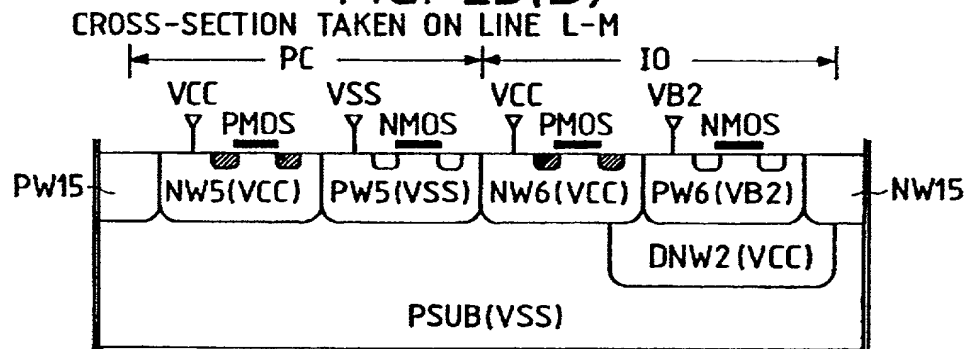 CROSS-SECTION TAKEN ON LINE L-M
PC IO
VCC VSS VCC VB2
PMOS NMOS PMOS NMOS
PW15 NW5(VCC) PW5(VSS) NW6(VCC) PW6(VB2) NW15
DNW2(VCC)
PSUB(VSS)